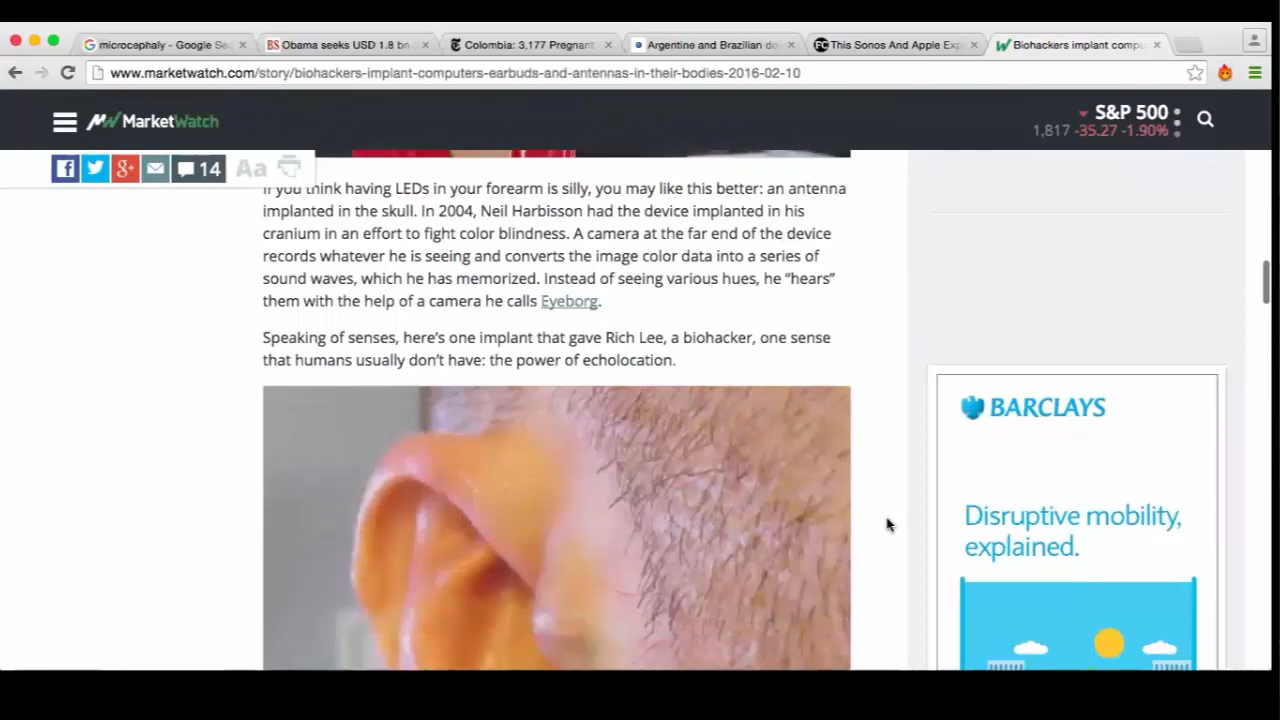 microcephaly - Google Se
BS Obama seeks USD 1.8 bn
Colombia: 3,177 Pregnant
Argentine and Brazilian do
FC This Sonos And Apple Exp
Biohackers implant compu
www.marketwatch.com/story/biohackers-implant-computers-earbuds-and-antennas-in-their-bodies-2016-02-10
MW MarketWatch
S&P 500
1,817 -35.27 -1.90%
14
Aa
If you think having LEDs in your forearm is silly, you may like this better: an antenna
implanted in the skull. In 2004, Neil Harbisson had the device implanted in his
cranium in an effort to fight color blindness. A camera at the far end of the device
records whatever he is seeing and converts the image color data into a series of
sound waves, which he has memorized. Instead of seeing various hues, he “hears”
them with the help of a camera he calls Eyeborg.
Speaking of senses, here’s one implant that gave Rich Lee, a biohacker, one sense
that humans usually don’t have: the power of echolocation.
BARCLAYS
Disruptive mobility,
explained.